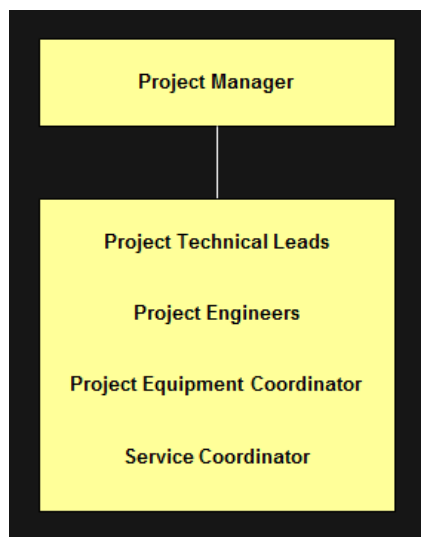 Project Manager
Project Technical Leads
Project Engineers
Project Equipment Coordinator
Service Coordinator